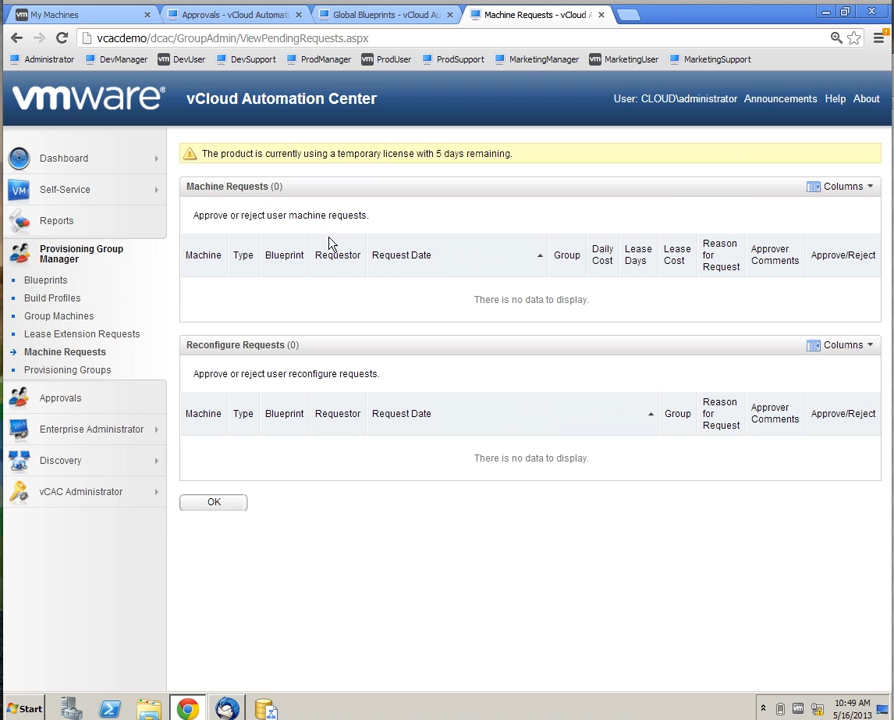 My Machines
Approvals - vCloud Automati
Global Blueprints - vCloud Au
Machine Requests - vCloud A
vcacdemo/dcac/GroupAdmin/ViewPendingRequests.aspx
Administrator
DevManager
DevUser
DevSupport
ProdManager
ProdUser
ProdSupport
MarketingManager
MarketingUser
MarketingSupport
vmware®
vCloud Automation Center
User: CLOUD\administrator
Announcements
Help
About
Dashboard
Self-Service
Reports
Provisioning Group
Manager
Blueprints
Build Profiles
Group Machines
Lease Extension Requests
Machine Requests
Provisioning Groups
Approvals
Enterprise Administrator
Discovery
vCAC Administrator
The product is currently using a temporary license with 5 days remaining.
Machine Requests (0)
Columns
Approve or reject user machine requests.
Machine
Type
Blueprint
Requestor
Request Date
Group
Daily
Cost
Lease
Days
Lease
Cost
Reason
for
Request
Approver
Comments
Approve/Reject
There is no data to display.
Reconfigure Requests (0)
Columns
Approve or reject user reconfigure requests.
Machine
Type
Blueprint
Requestor
Request Date
Group
Reason
for
Request
Approver
Comments
Approve/Reject
There is no data to display.
OK
Start
10:49 AM
5/16/2013